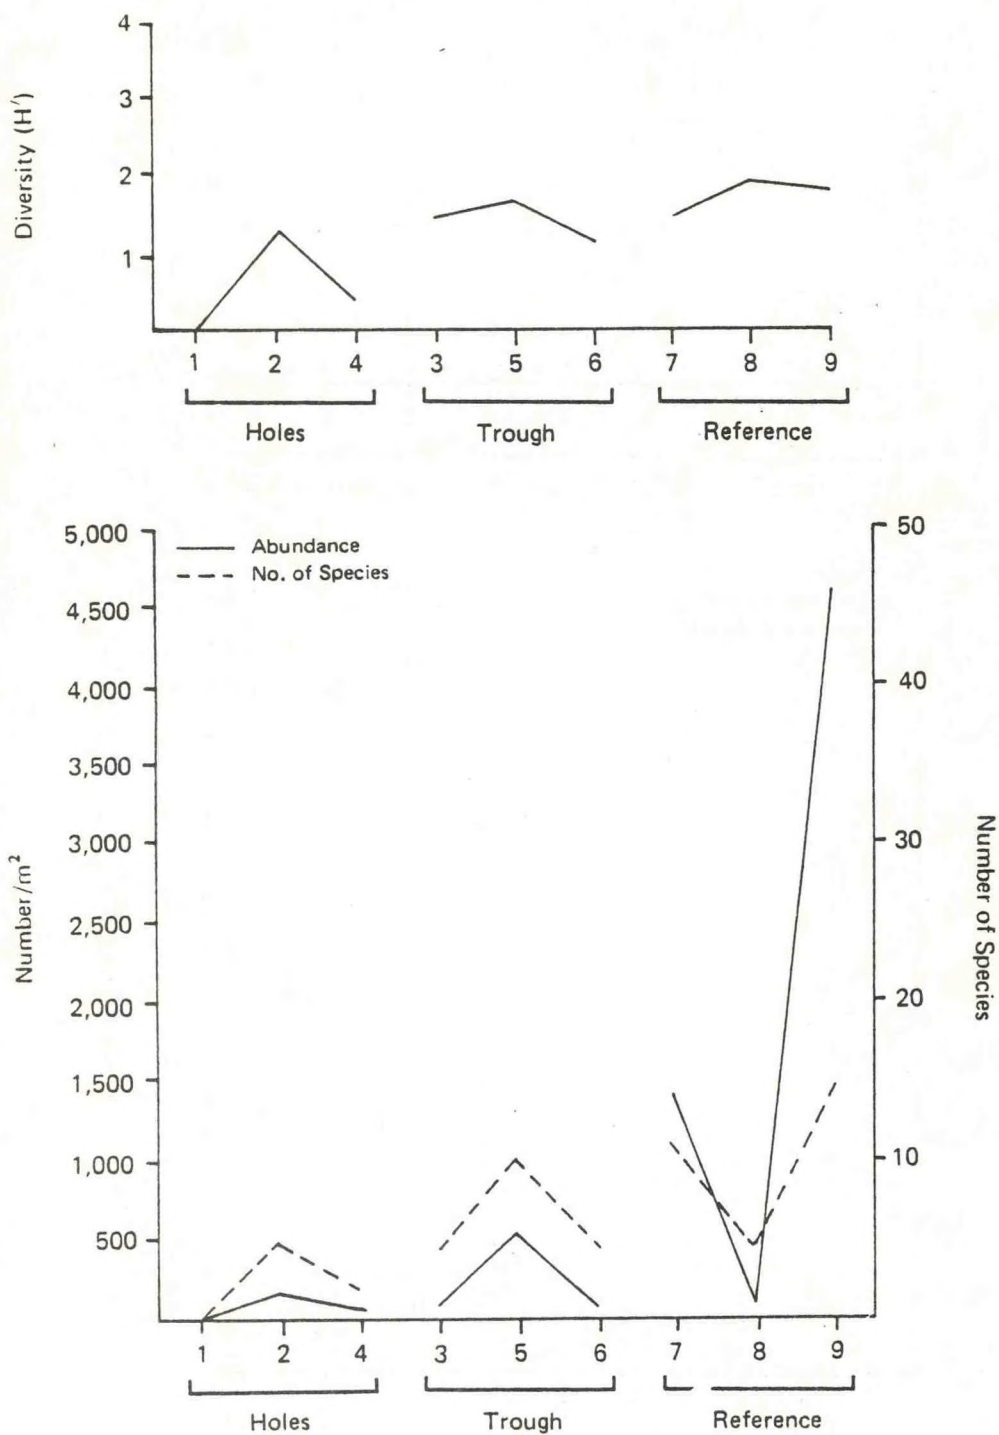 Diversity (H′)
4
3
2
1
1 2 4 3 5 6 7 8 9
Holes Trough Reference
Number/m²
5,000
4,500
4,000
3,500
3,000
2,500
2,000
1,500
1,000
500
Abundance
No. of Species
50
40
30
20
10
Number of Species
1 2 4 3 5 6 7 8 9
Holes Trough Reference